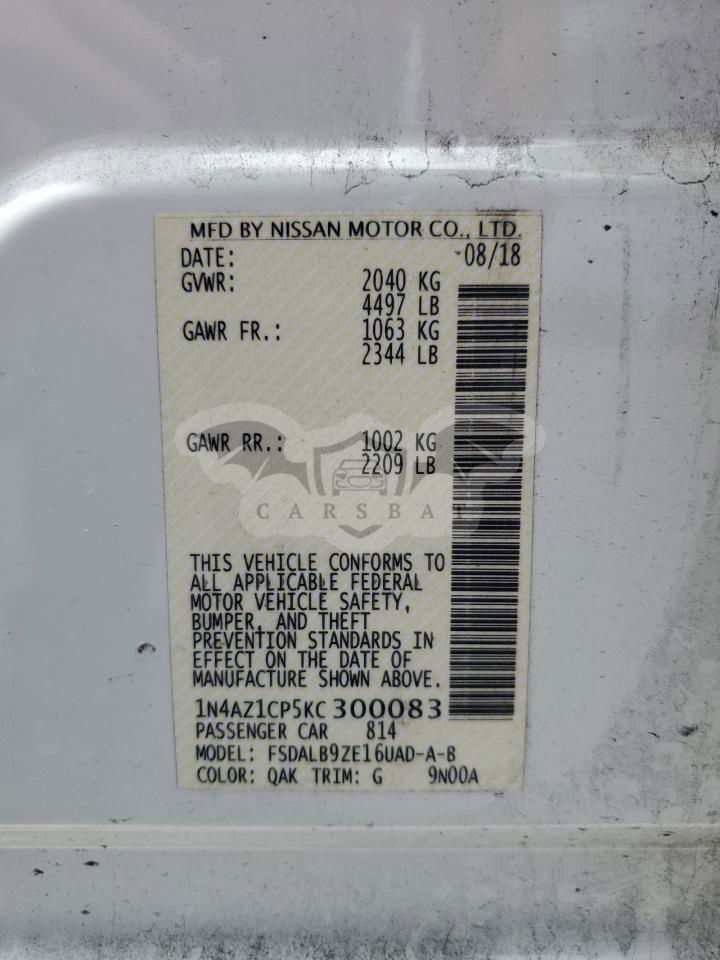 MFD BY NISSAN MOTOR CO., LTD.
DATE: 08/18
GVWR: 2040 KG
4497 LB
GAWR FR.: 1063 KG
2344 LB
GAWR RR.: 1002 KG
2209 LB
CARSBAT
THIS VEHICLE CONFORMS TO
ALL APPLICABLE FEDERAL
MOTOR VEHICLE SAFETY,
BUMPER, AND THEFT
PREVENTION STANDARDS IN
EFFECT ON THE DATE OF
MANUFACTURE SHOWN ABOVE.
1N4AZ1CP5KC 300083
PASSENGER CAR 814
MODEL: FSDALB9ZE16UAD-A-B
COLOR: QAK TRIM: G 9N00A